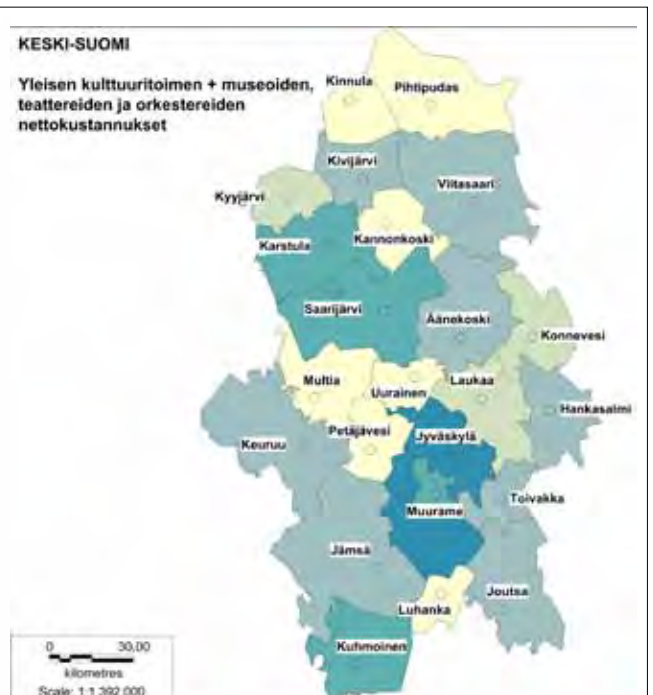 KESKI-SUOMI
Yleisen kulttuuritoimen + museoiden,
teattereiden ja orkestereiden
nettokustannukset
Kinnula
Pihtipudas
Kivijärvi
Viitasaari
Kyyjärvi
Karstula
Kannonkoski
Saarijärvi
Äänekoski
Konnevesi
Multia
Uurainen
Laukaa
Hankasalmi
Keuruu
Petäjävesi
Jyväskylä
Toivakka
Muurame
Jämsä
Joutsa
Luhanka
Kuhmoinen
0 30,00
kilometres
Scale: 1:1 392 000